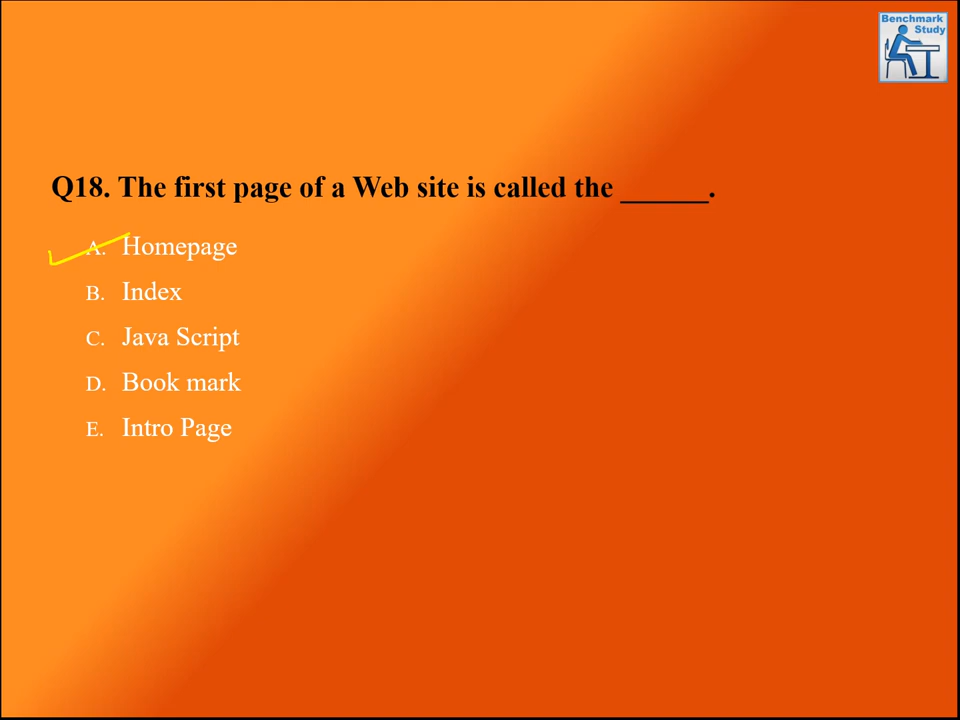 Benchmark
Study
Q18. The first page of a Web site is called the ______.
A. Homepage
B. Index
C. Java Script
D. Book mark
E. Intro Page